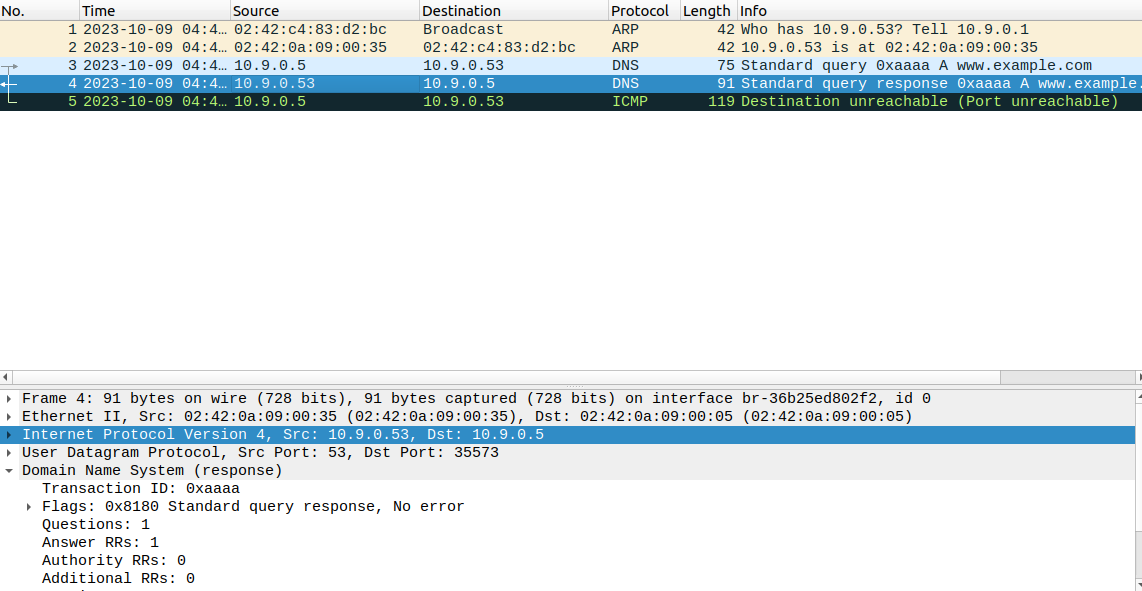 No. Time Source Destination Protocol Length Info
1 2023-10-09 04:4… 02:42:c4:83:d2:bc Broadcast ARP 42 Who has 10.9.0.53? Tell 10.9.0.1
2 2023-10-09 04:4… 02:42:0a:09:00:35 02:42:c4:83:d2:bc ARP 42 10.9.0.53 is at 02:42:0a:09:00:35
3 2023-10-09 04:4… 10.9.0.5 10.9.0.53 DNS 75 Standard query 0xaaaa A www.example.com
4 2023-10-09 04:4… 10.9.0.53 10.9.0.5 DNS 91 Standard query response 0xaaaa A www.example.
5 2023-10-09 04:4… 10.9.0.5 10.9.0.53 ICMP 119 Destination unreachable (Port unreachable)
Frame 4: 91 bytes on wire (728 bits), 91 bytes captured (728 bits) on interface br-36b25ed802f2, id 0
Ethernet II, Src: 02:42:0a:09:00:35 (02:42:0a:09:00:35), Dst: 02:42:0a:09:00:05 (02:42:0a:09:00:05)
Internet Protocol Version 4, Src: 10.9.0.53, Dst: 10.9.0.5
User Datagram Protocol, Src Port: 53, Dst Port: 35573
Domain Name System (response)
Transaction ID: 0xaaaa
Flags: 0x8180 Standard query response, No error
Questions: 1
Answer RRs: 1
Authority RRs: 0
Additional RRs: 0